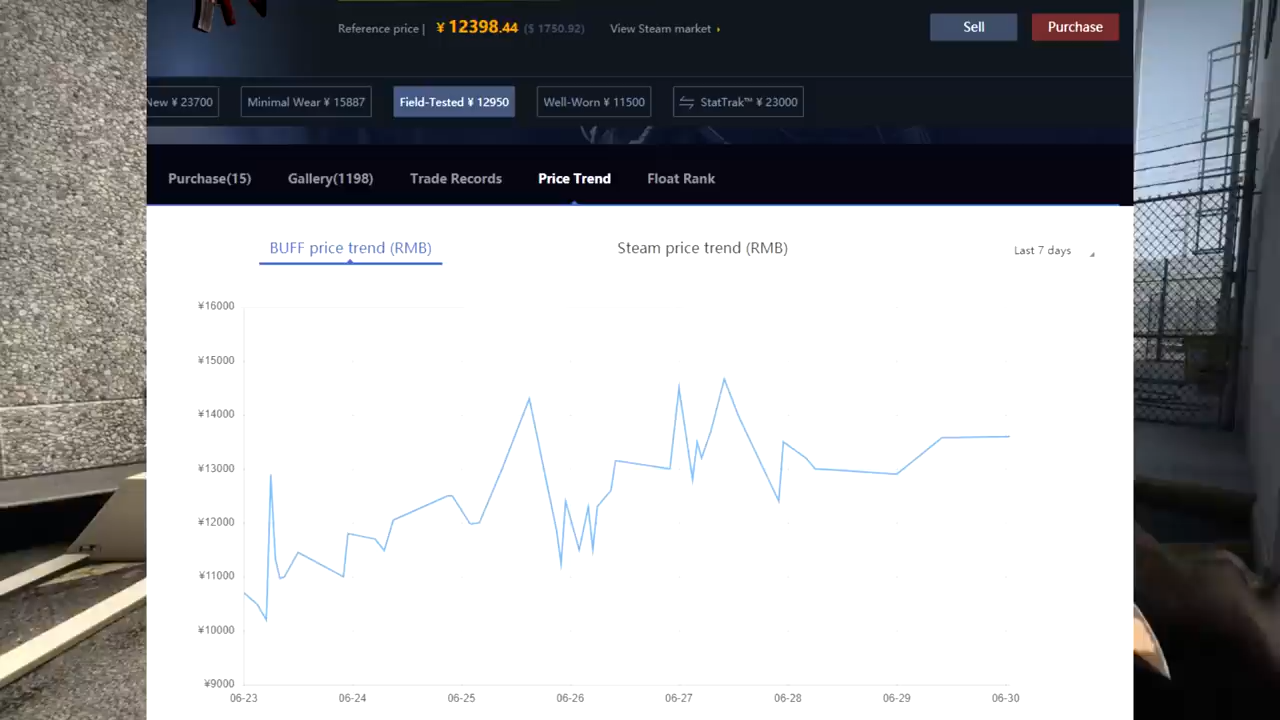 Reference price | ¥ 12398.44 ($ 1750.92) View Steam market
Sell
Purchase
New ¥ 23700
Minimal Wear ¥ 15887
Field-Tested ¥ 12950
Well-Worn ¥ 11500
StatTrak™ ¥ 23000
Purchase(15) Gallery(1198) Trade Records Price Trend Float Rank
BUFF price trend (RMB) Steam price trend (RMB) Last 7 days
¥16000
¥15000
¥14000
¥13000
¥12000
¥11000
¥10000
¥9000
06-23 06-24 06-25 06-26 06-27 06-28 06-29 06-30